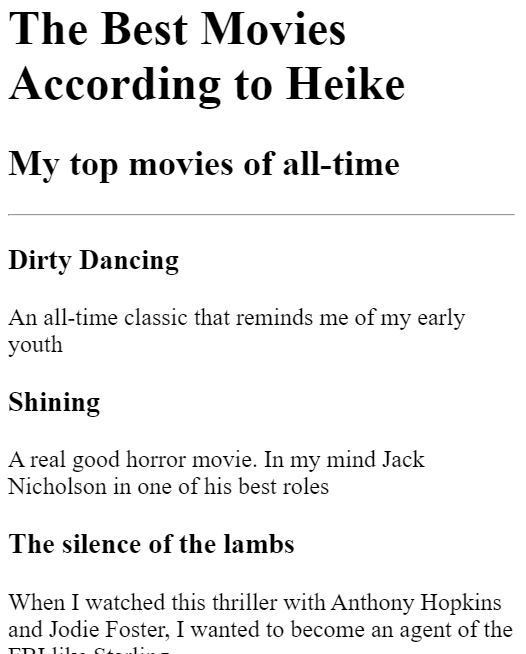 The Best Movies
According to Heike
My top movies of all-time
Dirty Dancing
An all-time classic that reminds me of my early
youth
Shining
A real good horror movie. In my mind Jack
Nicholson in one of his best roles
The silence of the lambs
When I watched this thriller with Anthony Hopkins
and Jodie Foster, I wanted to become an agent of the
FBI like Starling